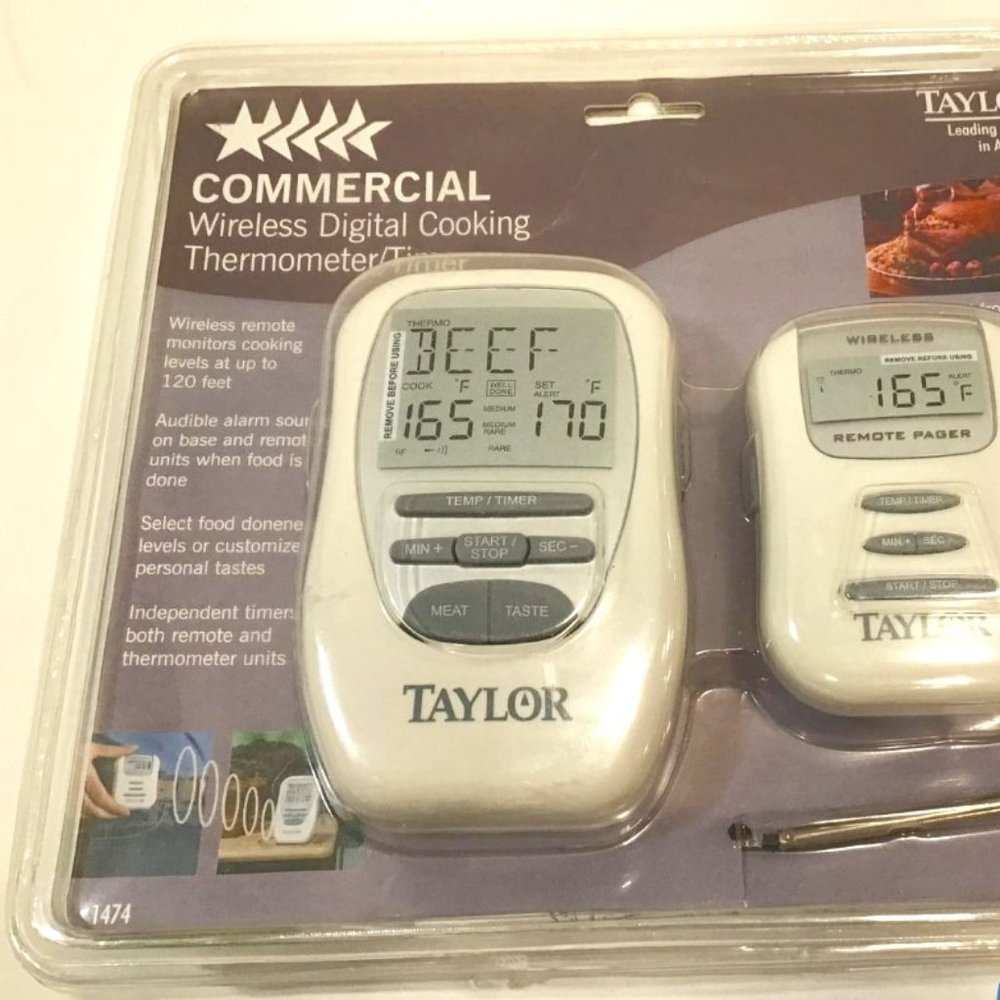 COMMERCIAL
Wireless Digital Cooking
Thermometer/Timer
TAYLO
Leading
in A
Wireless remote
monitors cooking
levels at up to
120 feet
Audible alarm sou
on base and remot
units when food is
done
Select food donene
levels or customize
personal tastes
Independent timer
both remote and
thermometer units
1474
REMOVE BEFORE USING
THERMO
BEEF
COOK °F WELL DONE SET ALERT °F
165 MEDIUM 170
MEDIUM RARE
RF RARE
TEMP / TIMER
MIN + START / STOP SEC -
MEAT TASTE
TAYLOR
WIRELESS
REMOVE BEFORE USING
THERMO ALERT
165 °F
REMOTE PAGER
TEMP / TIMER
MIN + SEC -
START / STOP
TAYLOR